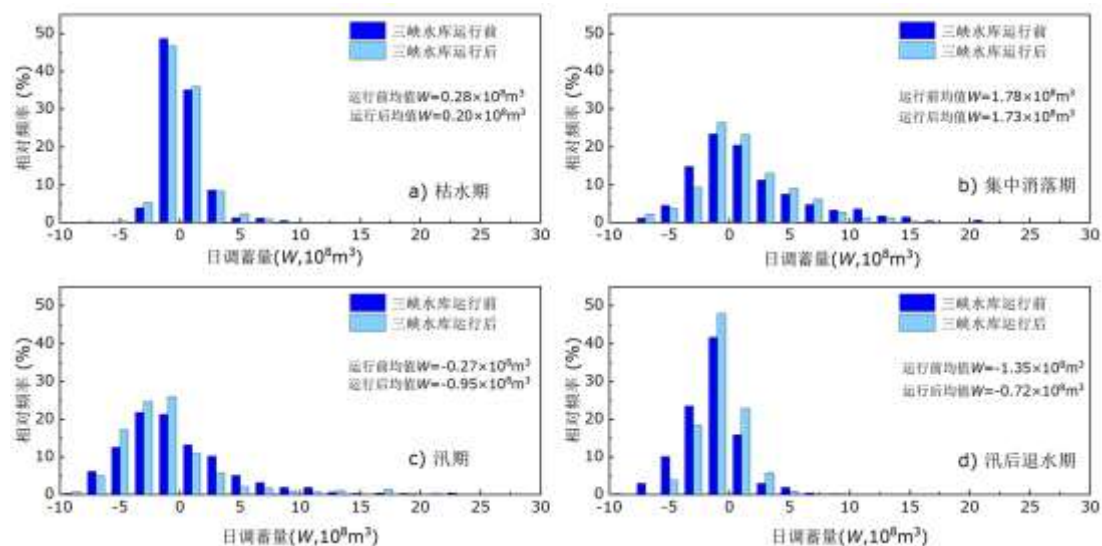 50
40
30
20
10
0
相对频率 (%)
三峡水库运行前
三峡水库运行后
运行前均值W=0.28×10⁸m³
运行后均值W=0.20×10⁸m³
a) 枯水期
-10 -5 0 5 10 15 20 25 30
日调蓄量(W,10⁸m³)
50
40
30
20
10
0
相对频率 (%)
三峡水库运行前
三峡水库运行后
运行前均值W=1.78×10⁸m³
运行后均值W=1.73×10⁸m³
b) 集中消落期
-10 -5 0 5 10 15 20 25 30
日调蓄量(W,10⁸m³)
50
40
30
20
10
0
相对频率 (%)
三峡水库运行前
三峡水库运行后
运行前均值W=-0.27×10⁸m³
运行后均值W=-0.95×10⁸m³
c) 汛期
-10 -5 0 5 10 15 20 25 30
日调蓄量(W,10⁸m³)
50
40
30
20
10
0
相对频率 (%)
三峡水库运行前
三峡水库运行后
运行前均值W=-1.35×10⁸m³
运行后均值W=-0.72×10⁸m³
d) 汛后退水期
-10 -5 0 5 10 15 20 25 30
日调蓄量(W,10⁸m³)